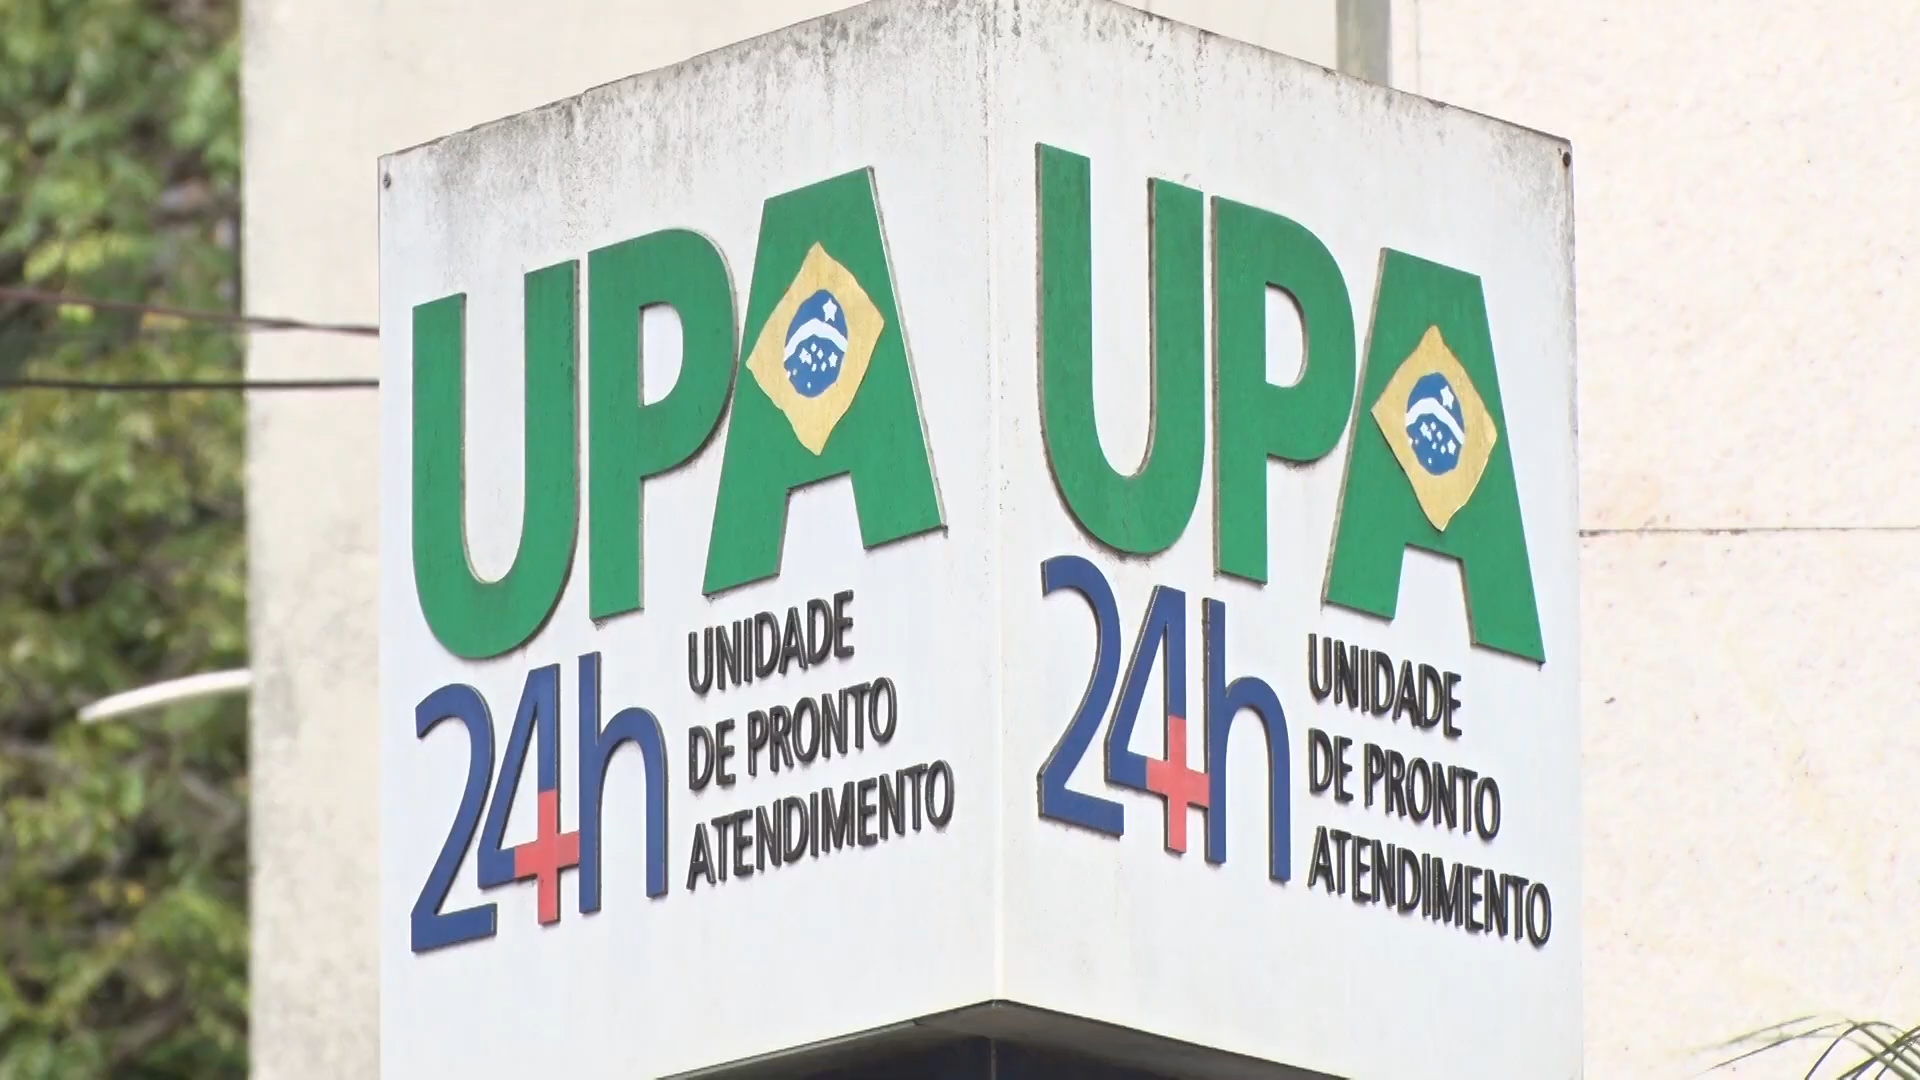 UPA
24h
UNIDADE
DE PRONTO
ATENDIMENTO
UPA
24h
UNIDADE
DE PRONTO
ATENDIMENTO